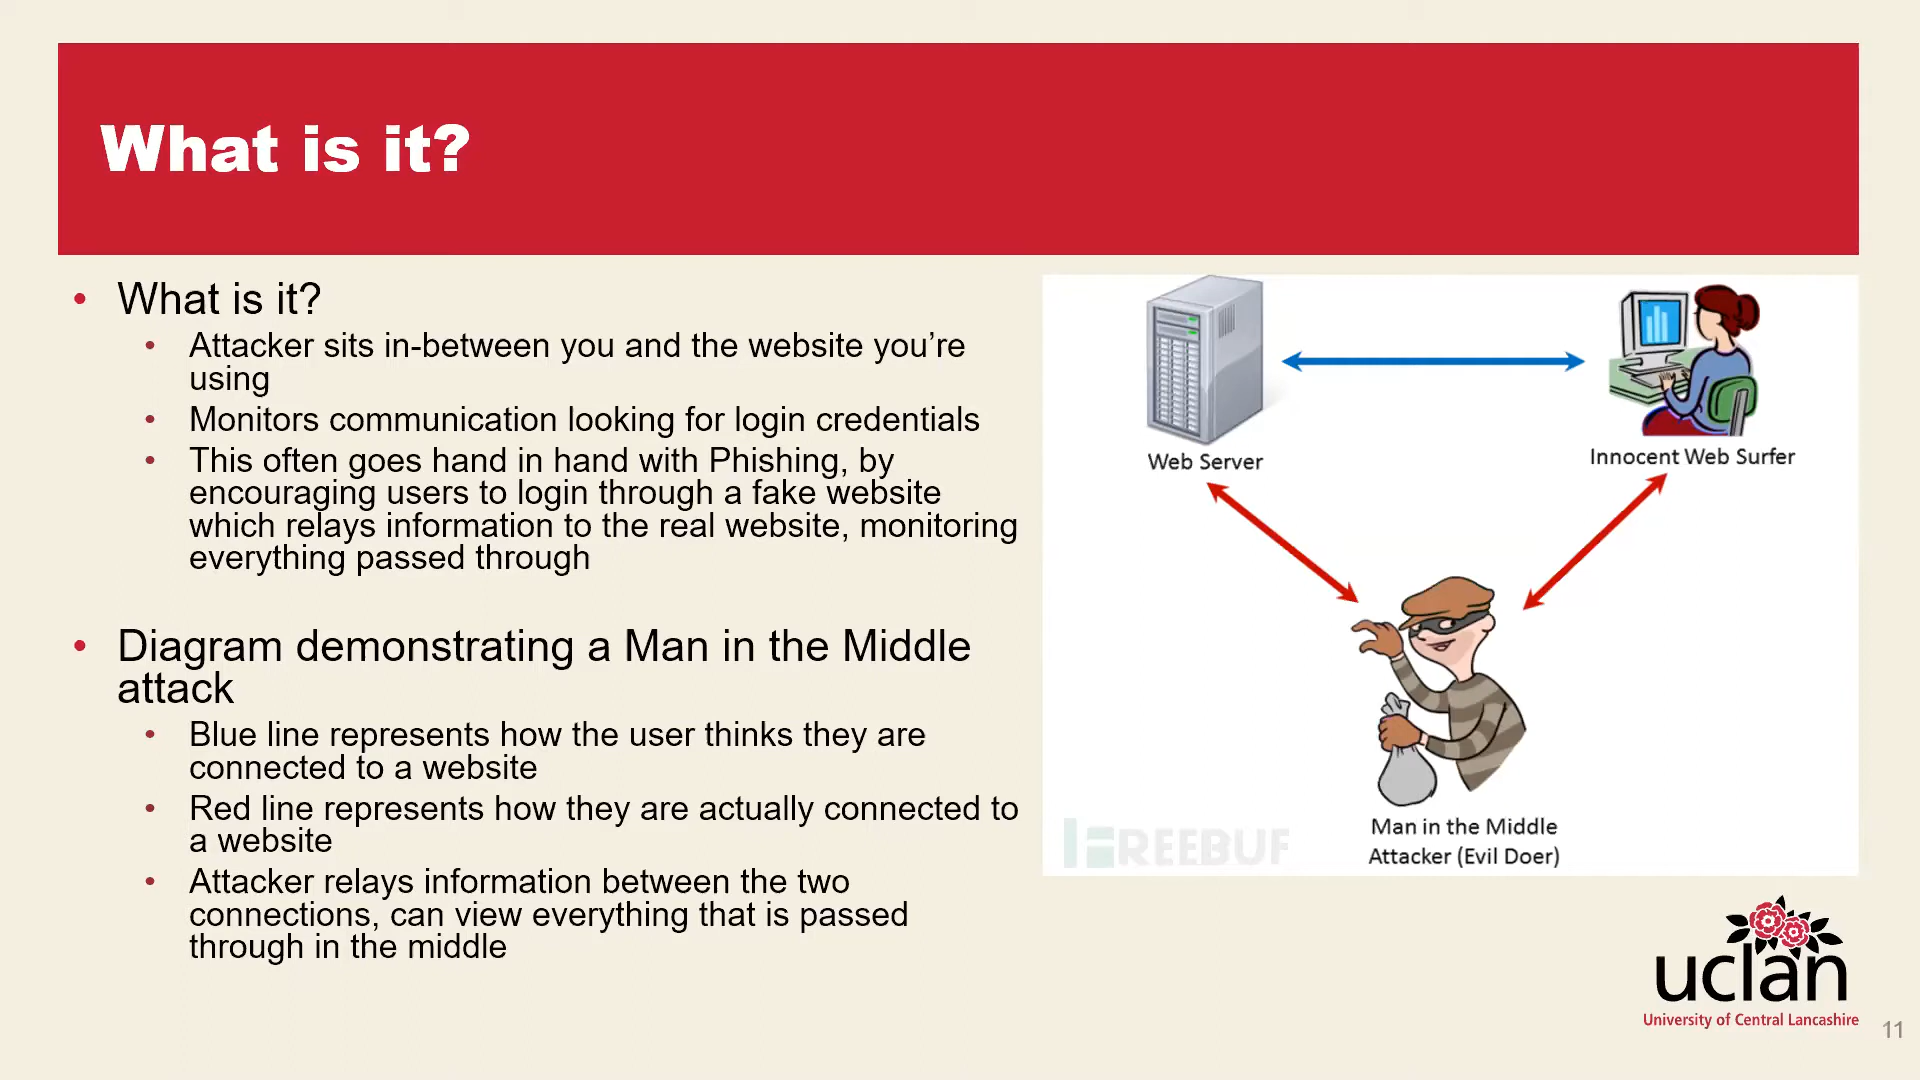 What is it?
• What is it?
• Attacker sits in-between you and the website you’re
using
• Monitors communication looking for login credentials
• This often goes hand in hand with Phishing, by
encouraging users to login through a fake website
which relays information to the real website, monitoring
everything passed through
• Diagram demonstrating a Man in the Middle
attack
• Blue line represents how the user thinks they are
connected to a website
• Red line represents how they are actually connected to
a website
• Attacker relays information between the two
connections, can view everything that is passed
through in the middle
Web Server
Innocent Web Surfer
Man in the Middle
Attacker (Evil Doer)
FREEBUF
uclan
University of Central Lancashire
11